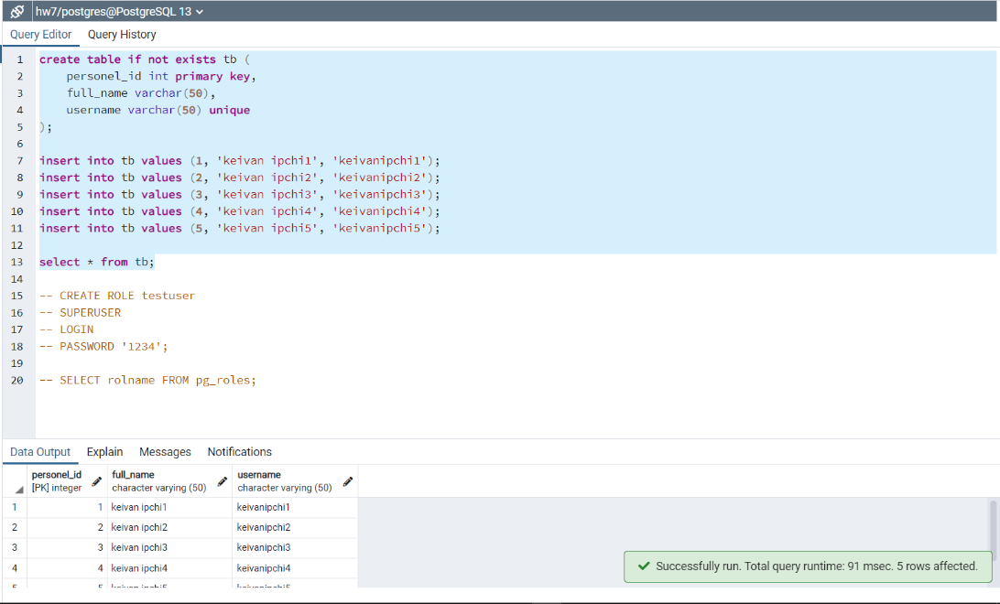 hw7/postgres@PostgreSQL 13
Query Editor Query History
1 create table if not exists tb (
2 personel_id int primary key,
3 full_name varchar(50),
4 username varchar(50) unique
5 );
6
7 insert into tb values (1, 'keivan ipchi1', 'keivanipchi1');
8 insert into tb values (2, 'keivan ipchi2', 'keivanipchi2');
9 insert into tb values (3, 'keivan ipchi3', 'keivanipchi3');
10 insert into tb values (4, 'keivan ipchi4', 'keivanipchi4');
11 insert into tb values (5, 'keivan ipchi5', 'keivanipchi5');
12
13 select * from tb;
14
15 -- CREATE ROLE testuser
16 -- SUPERUSER
17 -- LOGIN
18 -- PASSWORD '1234';
19
20 -- SELECT rolname FROM pg_roles;
Data Output Explain Messages Notifications
personel_id full_name username
[PK] integer character varying (50) character varying (50)
1 1 keivan ipchi1 keivanipchi1
2 2 keivan ipchi2 keivanipchi2
3 3 keivan ipchi3 keivanipchi3
4 4 keivan ipchi4 keivanipchi4
5 5 keivan ipchi5 keivanipchi5
Successfully run. Total query runtime: 91 msec. 5 rows affected.